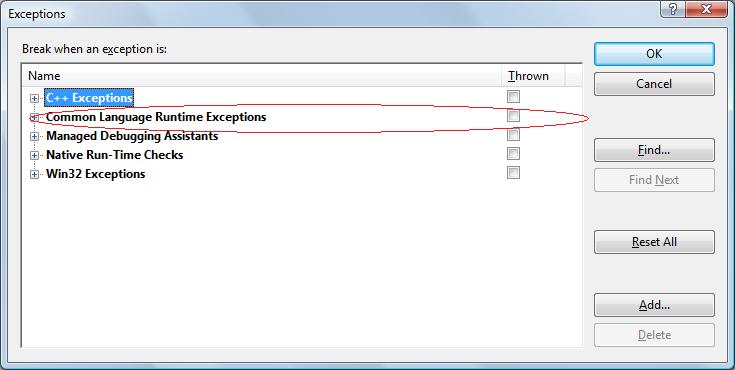 Exceptions
Break when an exception is:
Name Thrown
C++ Exceptions
Common Language Runtime Exceptions
Managed Debugging Assistants
Native Run-Time Checks
Win32 Exceptions
OK
Cancel
Find...
Find Next
Reset All
Add...
Delete